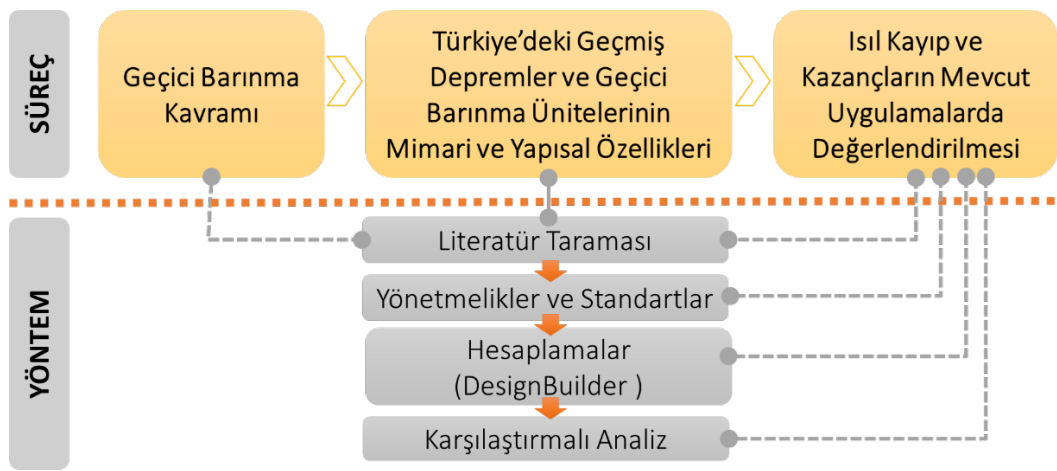 SÜREÇ
Geçici Barınma
Kavramı
Türkiye’deki Geçmiş
Depremler ve Geçici
Barınma Ünitelerinin
Mimari ve Yapısal Özellikleri
Isıl Kayıp ve
Kazançların Mevcut
Uygulamalarda
Değerlendirilmesi
YÖNTEM
Literatür Taraması
Yönetmelikler ve Standartlar
Hesaplamalar
(DesignBuilder )
Karşılaştırmalı Analiz